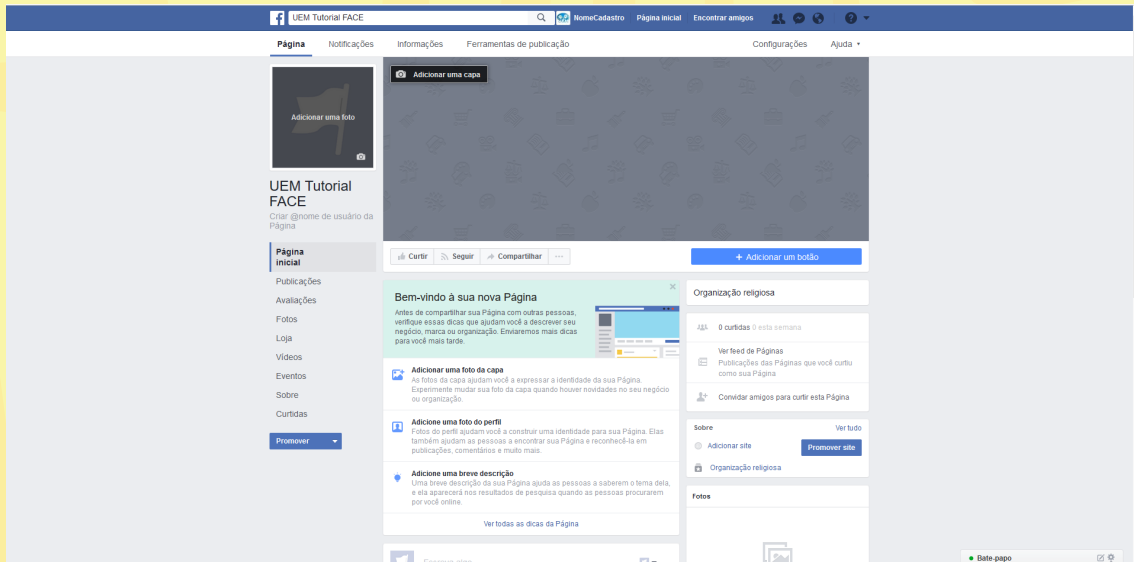 UEM Tutorial FACE
NomeCadastro Página inicial Encontrar amigos
Página Notificações Informações Ferramentas de publicação Configurações Ajuda
Adicionar uma foto
Adicionar uma capa
UEM Tutorial
FACE
Criar @nome de usuário da
Página
Curtir Seguir Compartilhar
+ Adicionar um botão
Página
inicial
Publicações
Avaliações
Fotos
Loja
Vídeos
Eventos
Sobre
Curtidas
Promover
Bem-vindo à sua nova Página
Antes de compartilhar sua Página com outras pessoas,
verifique essas dicas que ajudam você a descrever seu
negócio, marca ou organização. Enviaremos mais dicas
para você mais tarde.
Adicionar uma foto da capa
As fotos da capa ajudam você a expressar a identidade da sua Página.
Experimente mudar sua foto da capa quando houver novidades no seu negócio
ou organização.
Adicione uma foto do perfil
Fotos do perfil ajudam você a construir uma identidade para sua Página. Elas
também ajudam as pessoas a encontrar sua Página e reconhecê-la em
publicações, comentários e muito mais.
Adicione uma breve descrição
Uma breve descrição da sua Página ajuda as pessoas a saberem o tema dela,
e ela aparecerá nos resultados de pesquisa quando as pessoas procurarem
por você online.
Ver todas as dicas da Página
Organização religiosa
0 curtidas 0 esta semana
Ver feed de Páginas
Publicações das Páginas que você curtiu
como sua Página
Convidar amigos para curtir esta Página
Sobre Ver tudo
Adicionar site Promover site
Organização religiosa
Fotos
Bate-papo